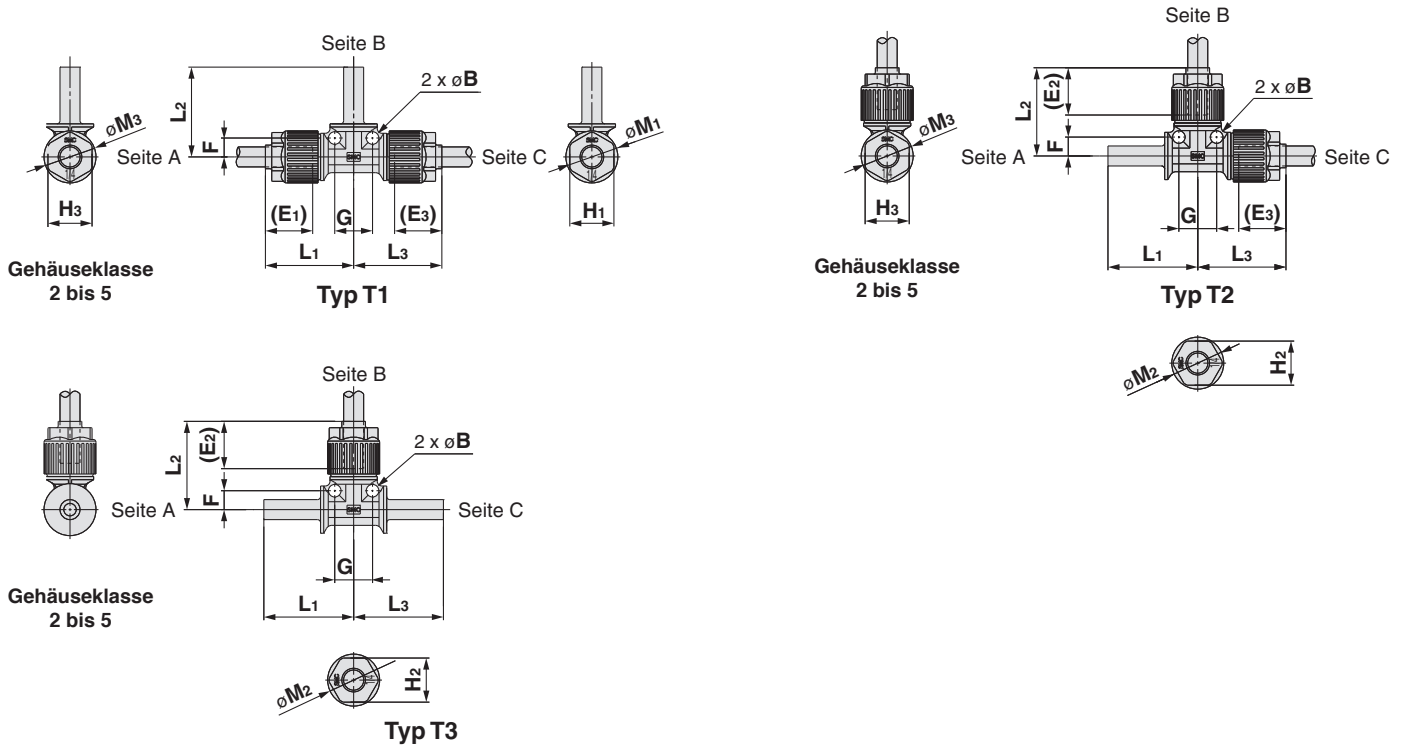 Seite B
L2
F
2 x øB
øM3
Seite A
Seite C
øM1
H3
(E1)
G
(E3)
H1
L1
L3
Gehäuseklasse
2 bis 5
Typ T1
Seite B
L2
(E2)
F
2 x øB
øM3
Seite A
Seite C
H3
G
(E3)
L1
L3
Gehäuseklasse
2 bis 5
Typ T2
øM2
H2
Seite B
L2
(E2)
F
2 x øB
Seite A
Seite C
G
L1
L3
Gehäuseklasse
2 bis 5
øM2
H2
Typ T3